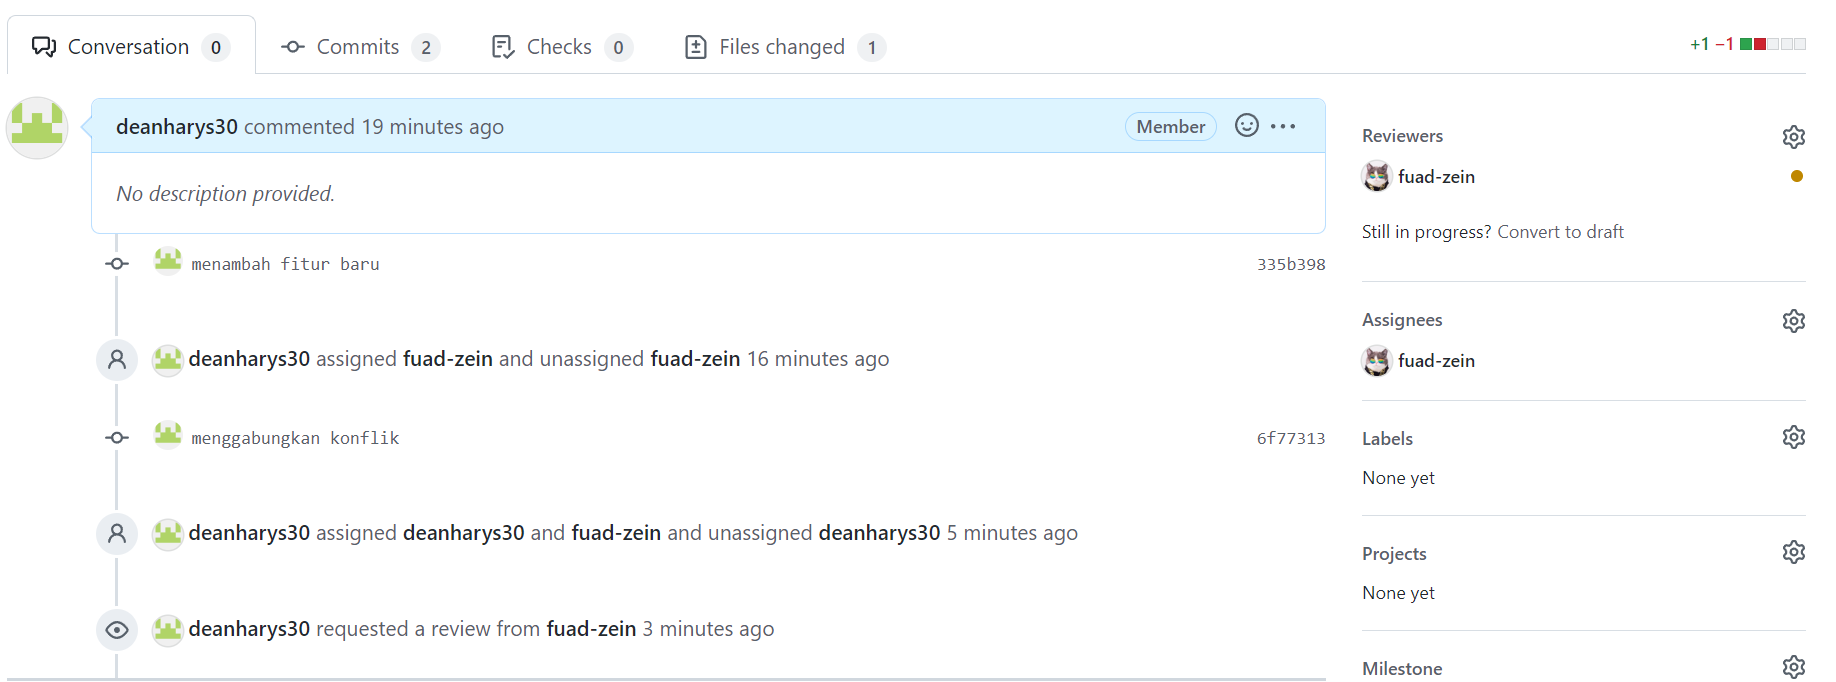 Conversation 0 Commits 2 Checks 0 Files changed 1 +1 −1
deanharys30 commented 19 minutes ago Member
No description provided.
menambah fitur baru 335b398
deanharys30 assigned fuad-zein and unassigned fuad-zein 16 minutes ago
menggabungkan konflik 6f77313
deanharys30 assigned deanharys30 and fuad-zein and unassigned deanharys30 5 minutes ago
deanharys30 requested a review from fuad-zein 3 minutes ago
Reviewers
fuad-zein
Still in progress? Convert to draft
Assignees
fuad-zein
Labels
None yet
Projects
None yet
Milestone